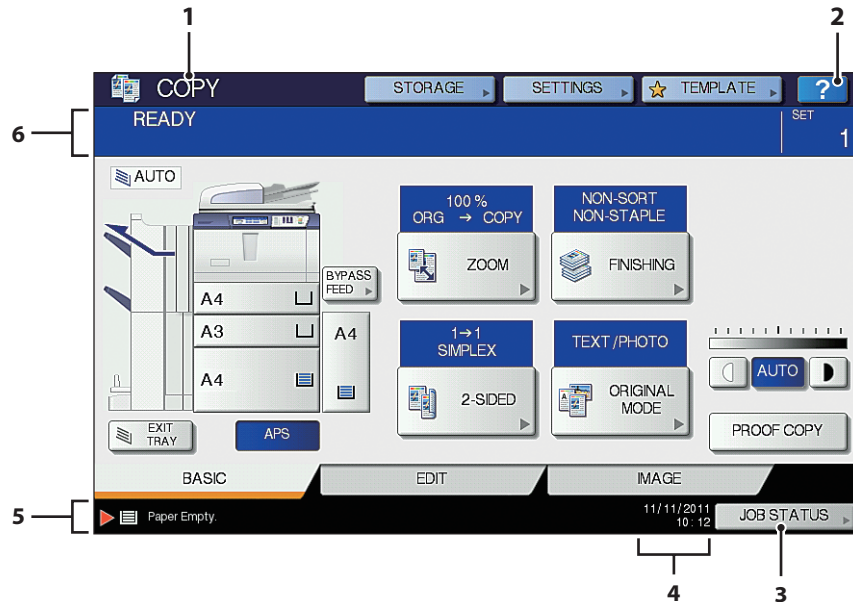 1
2
COPY
STORAGE
SETTINGS
TEMPLATE
?
6
READY
SET
1
AUTO
100 %
ORG → COPY
ZOOM
NON-SORT
NON-STAPLE
FINISHING
BYPASS
FEED
A4
A3
A4
A4
1→1
SIMPLEX
2-SIDED
TEXT/PHOTO
ORIGINAL
MODE
AUTO
EXIT
TRAY
APS
PROOF COPY
BASIC
EDIT
IMAGE
5
Paper Empty.
11/11/2011
10:12
JOB STATUS
4
3